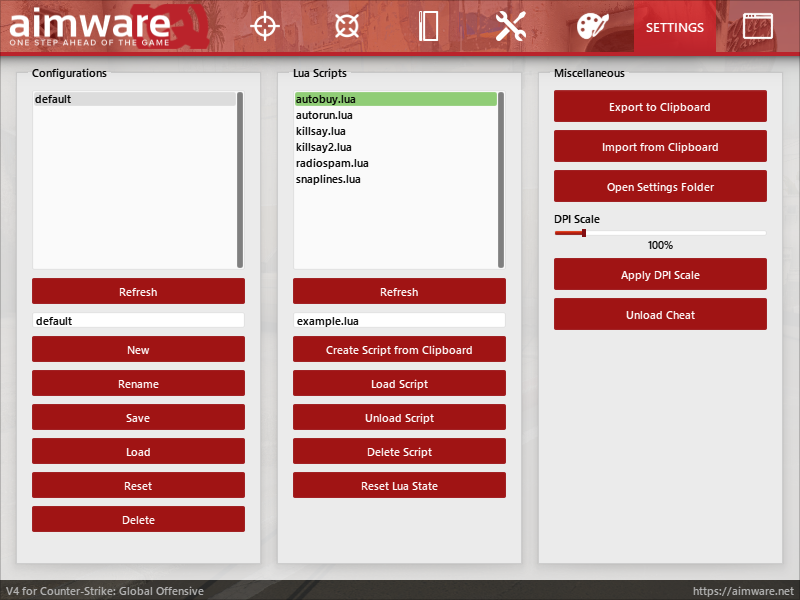 aimware
ONE STEP AHEAD OF THE GAME
SETTINGS
Configurations
default
Refresh
default
New
Rename
Save
Load
Reset
Delete
Lua Scripts
autobuy.lua
autorun.lua
killsay.lua
killsay2.lua
radiospam.lua
snaplines.lua
Refresh
example.lua
Create Script from Clipboard
Load Script
Unload Script
Delete Script
Reset Lua State
Miscellaneous
Export to Clipboard
Import from Clipboard
Open Settings Folder
DPI Scale
100%
Apply DPI Scale
Unload Cheat
V4 for Counter-Strike: Global Offensive
https://aimware.net